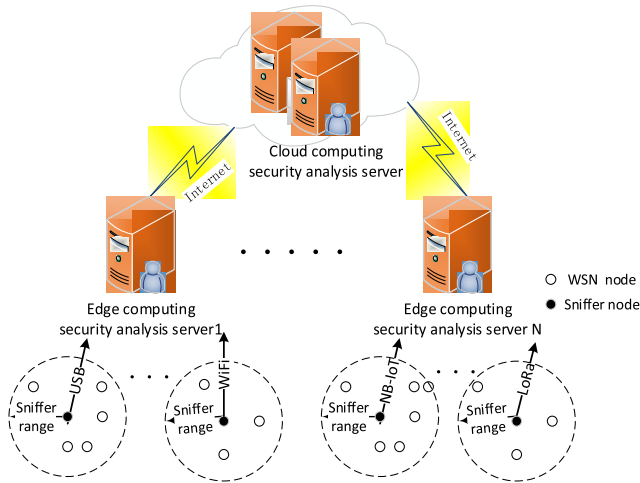 Cloud computing
security analysis server
Internet
Internet
Edge computing
security analysis server1
Edge computing
security analysis server N
WSN node
Sniffer node
USB
WiFi
NB-IoT
LoRa
Sniffer
range
Sniffer
range
Sniffer
range
Sniffer
range